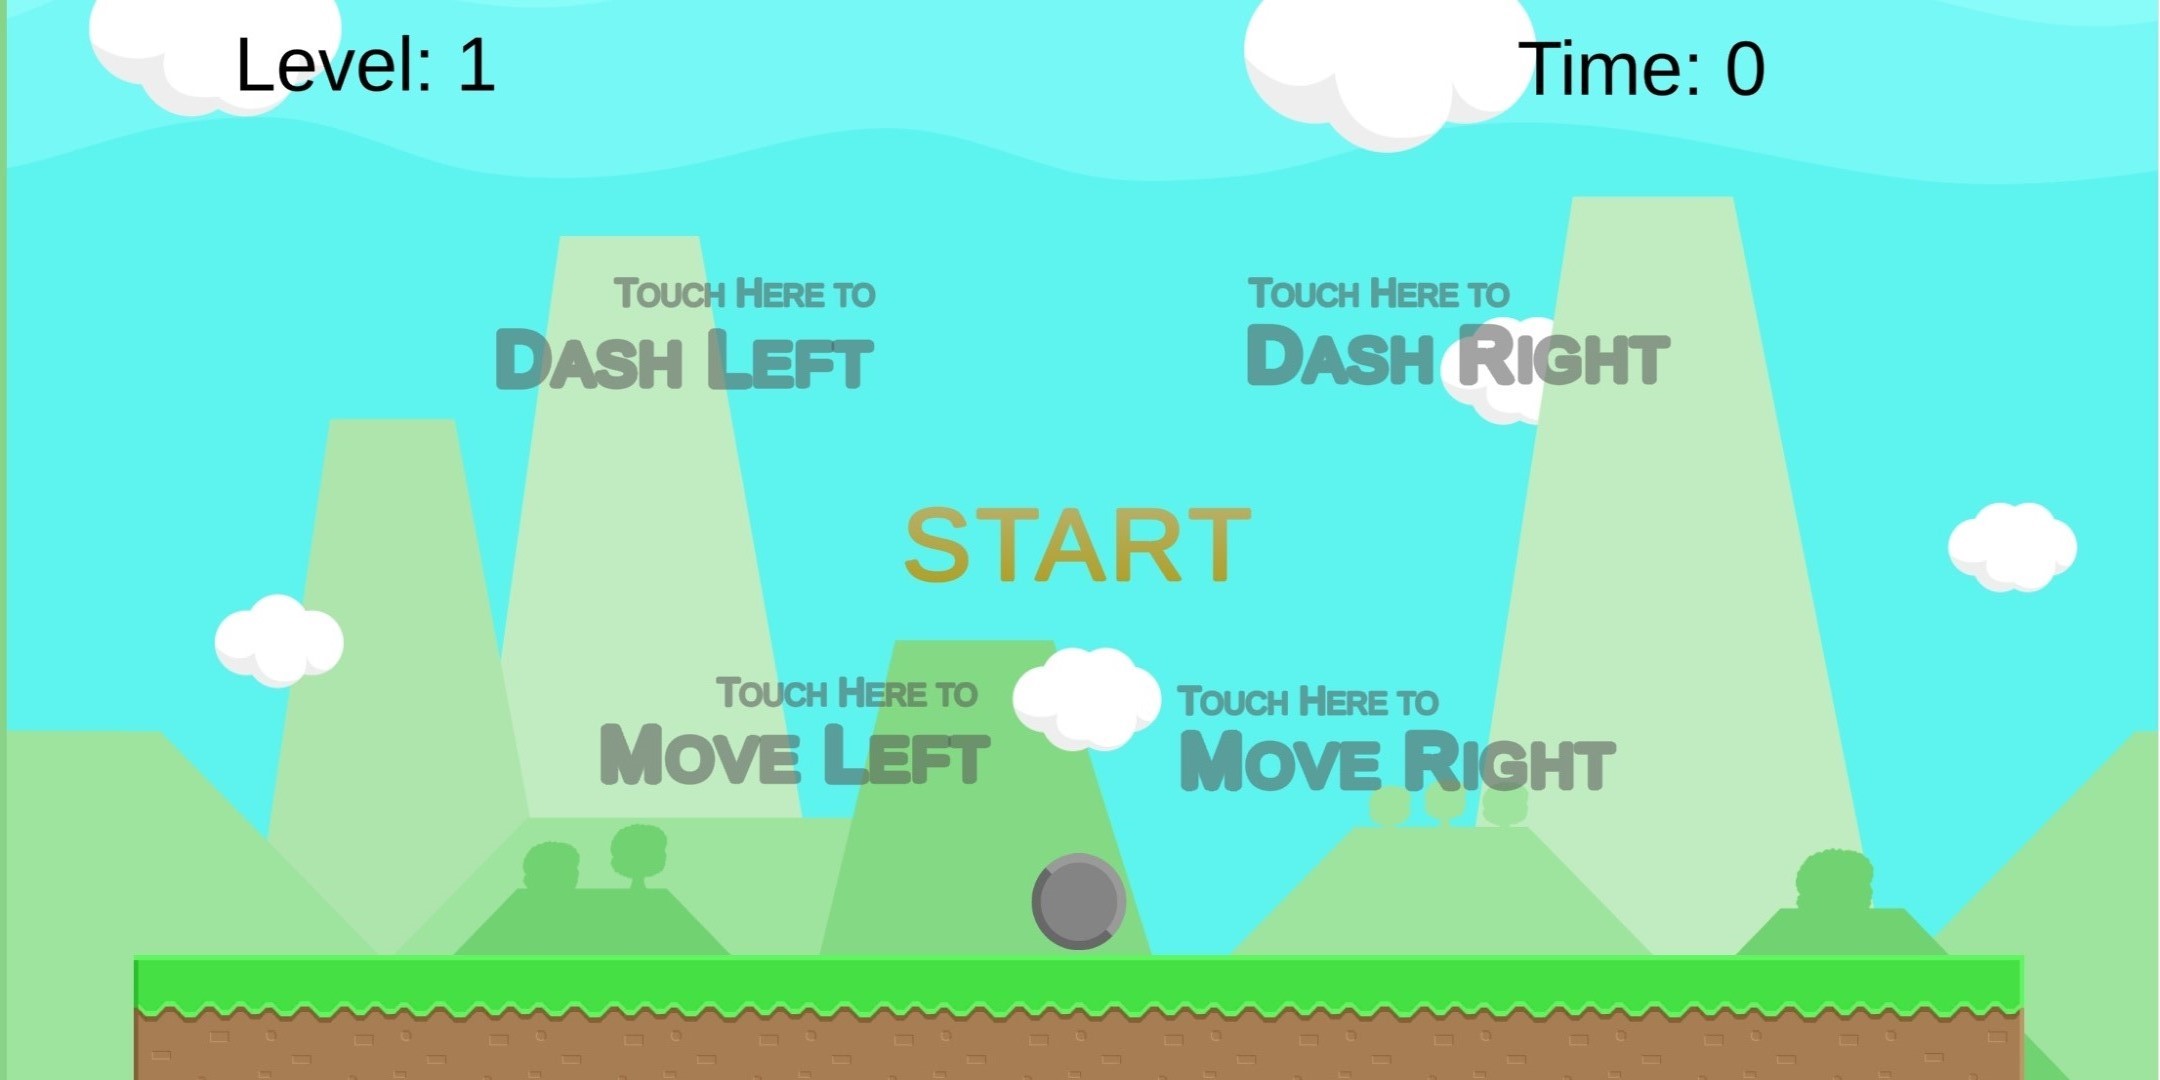 Level: 1
Time: 0
Touch Here to
Dash Left
Touch Here to
Dash Right
START
Touch Here to
Move Left
Touch Here to
Move Right